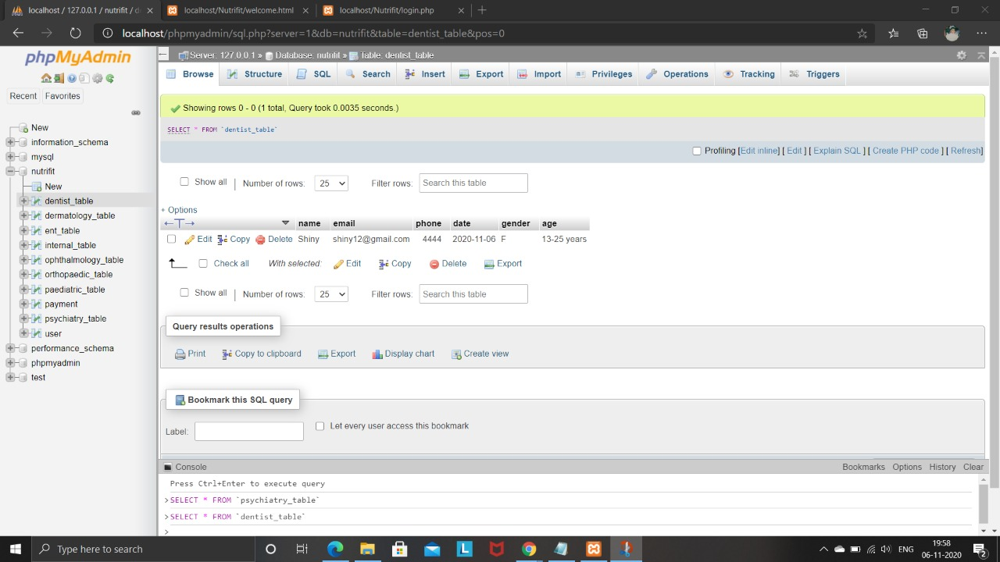 localhost / 127.0.0.1 / nutrifit / d
localhost/Nutrifit/welcome.html
localhost/Nutrifit/login.php
localhost/phpmyadmin/sql.php?server=1&db=nutrifit&table=dentist_table&pos=0
phpMyAdmin
Server: 127.0.0.1 » Database: nutrifit » Table: dentist_table
Browse Structure SQL Search Insert Export Import Privileges Operations Tracking Triggers
Recent Favorites
New
information_schema
mysql
nutrifit
New
dentist_table
dermatology_table
ent_table
internal_table
ophthalmology_table
orthopaedic_table
paediatric_table
payment
psychiatry_table
user
performance_schema
phpmyadmin
test
Showing rows 0 - 0 (1 total, Query took 0.0035 seconds.)
SELECT * FROM `dentist_table`
Profiling [Edit inline] [ Edit ] [ Explain SQL ] [ Create PHP code ] [ Refresh]
Show all Number of rows: 25 Filter rows: Search this table
+ Options
←T→ name email phone date gender age
Edit Copy Delete Shiny shiny12@gmail.com 4444 2020-11-06 F 13-25 years
Check all With selected: Edit Copy Delete Export
Show all Number of rows: 25 Filter rows: Search this table
Query results operations
Print Copy to clipboard Export Display chart Create view
Bookmark this SQL query
Label: Let every user access this bookmark
Console Bookmarks Options History Clear
Press Ctrl+Enter to execute query
>SELECT * FROM `psychiatry_table`
>SELECT * FROM `dentist_table`
>
Type here to search
L
ENG
19:58
06-11-2020
2